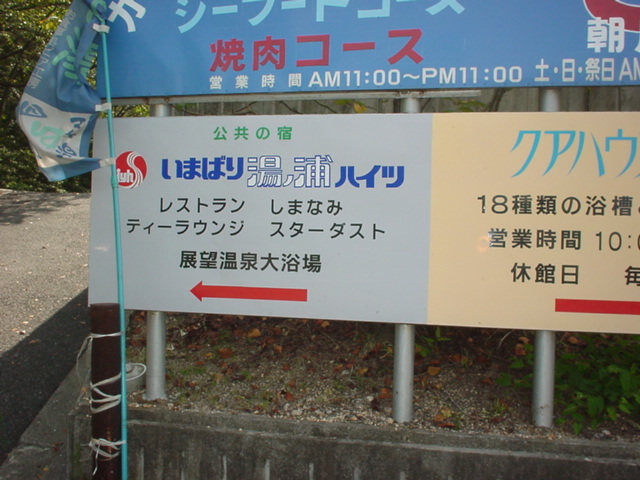 シーフードコース
焼肉コース
営業時間 AM11:00～PM11:00 土・日・祭日AM
朝
公共の宿
いまばり湯ノ浦ハイツ
レストラン しまなみ
ティーラウンジ スターダスト
展望温泉大浴場
クアハウ
18種類の浴槽
営業時間 10:0
休館日 毎